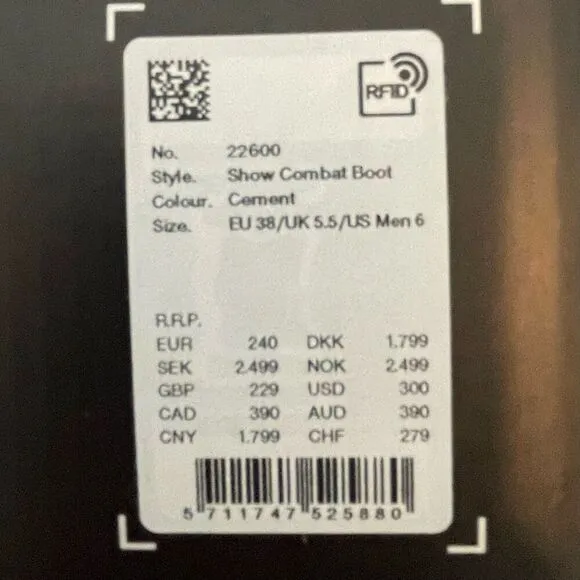 RFID
No. 22600
Style. Show Combat Boot
Colour. Cement
Size. EU 38/UK 5.5/US Men 6
R.R.P.
EUR 240 DKK 1.799
SEK 2.499 NOK 2.499
GBP 229 USD 300
CAD 390 AUD 390
CNY 1.799 CHF 279
5 711747 525880